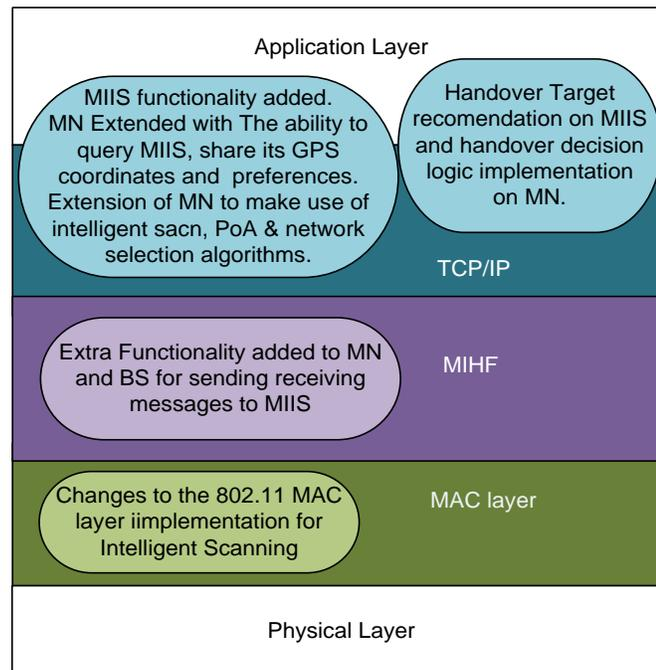 Application Layer
MIIS functionality added.
MN Extended with The ability to
query MIIS, share its GPS
coordinates and preferences.
Extension of MN to make use of
intelligent sacn, PoA & network
selection algorithms.
Handover Target
recomendation on MIIS
and handover decision
logic implementation
on MN.
TCP/IP
Extra Functionality added to MN
and BS for sending receiving
messages to MIIS
MIHF
Changes to the 802.11 MAC
layer iimplementation for
Intelligent Scanning
MAC layer
Physical Layer